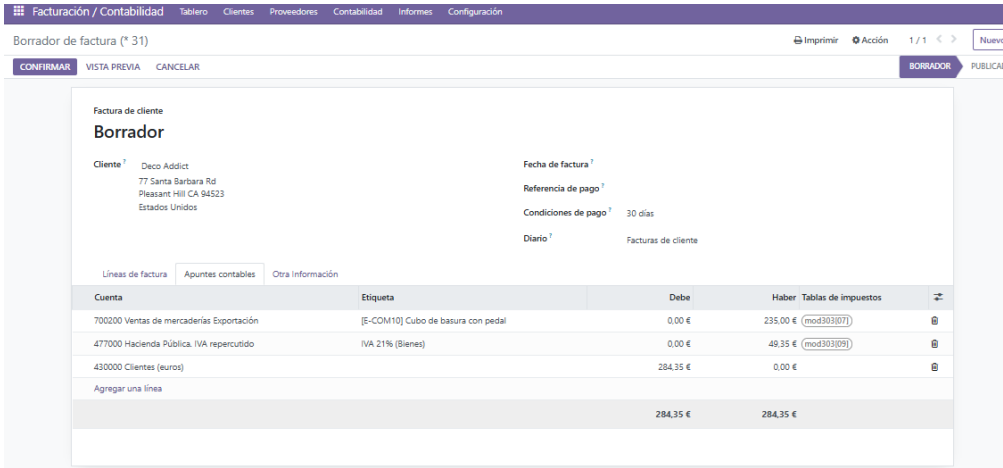 Facturación / Contabilidad Tablero Clientes Proveedores Contabilidad Informes Configuración
Borrador de factura (* 31) Imprimir Acción 1 / 1 Nuevo
CONFIRMAR VISTA PREVIA CANCELAR BORRADOR
Factura de cliente
Borrador
Cliente ? Deco Addict Fecha de factura ?
77 Santa Barbara Rd
Pleasant Hill CA 94523 Referencia de pago ?
Estados Unidos
Condiciones de pago ? 30 días
Diario ? Facturas de cliente
Líneas de factura Apuntes contables Otra Información
Cuenta Etiqueta Debe Haber Tablas de impuestos
700200 Ventas de mercaderías Exportación [E-COM10] Cubo de basura con pedal 0,00 € 235,00 € mod303[07]
477000 Hacienda Pública. IVA repercutido IVA 21% (Bienes) 0,00 € 49,35 € mod303[09]
430000 Clientes (euros) 284,35 € 0,00 €
Agregar una línea
284,35 € 284,35 €